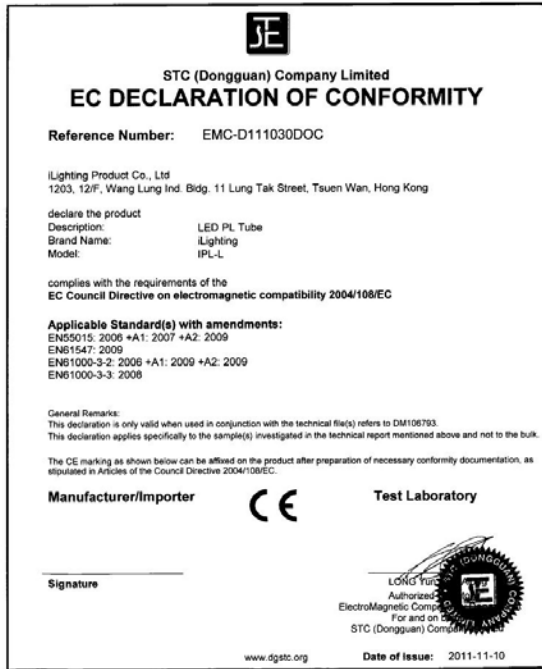 STC
STC (Dongguan) Company Limited
EC DECLARATION OF CONFORMITY
Reference Number: EMC-D111030DOC
iLighting Product Co., Ltd
1203, 12/F, Wang Lung Ind. Bldg. 11 Lung Tak Street, Tsuen Wan, Hong Kong
declare the product
Description: LED PL Tube
Brand Name: iLighting
Model: IPL-L
complies with the requirements of the
EC Council Directive on electromagnetic compatibility 2004/108/EC
Applicable Standard(s) with amendments:
EN55015: 2006 +A1: 2007 +A2: 2009
EN61547: 2009
EN61000-3-2: 2006 +A1: 2009 +A2: 2009
EN61000-3-3: 2008
General Remarks:
This declaration is only valid when used in conjunction with the technical file(s) refers to DM106793.
This declaration applies specifically to the sample(s) investigated in the technical report mentioned above and not to the bulk.
The CE marking as shown below can be affixed on the product after preparation of necessary conformity documentation, as
stipulated in Articles of the Council Directive 2004/108/EC.
Manufacturer/Importer CE Test Laboratory
Signature
LONG
Authorized
ElectroMagnetic
For and on
STC (Dongguan)
STC (DONGGUAN) COMPANY LIMITED
www.dgstc.org Date of Issue: 2011-11-10